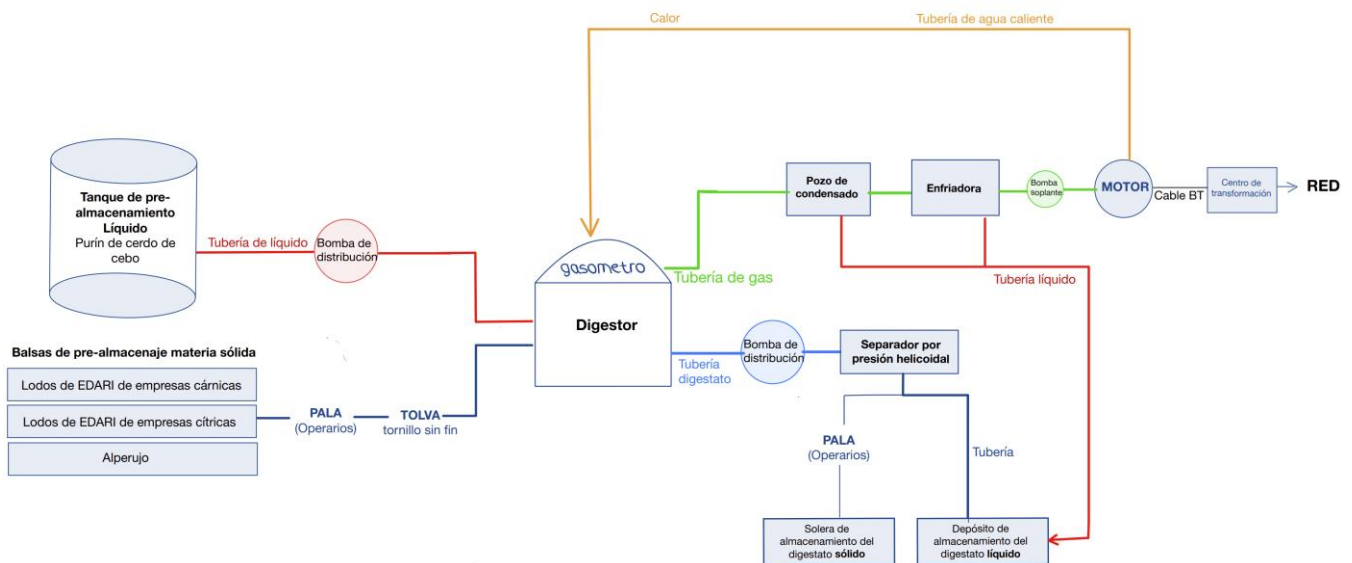 Calor
Tubería de agua caliente
Tanque de pre-
almacenamiento
Líquido
Purín de cerdo de
cebo
Tubería de líquido
Bomba de
distribución
Pozo de
condensado
Enfriadora
Bomba
soplante
MOTOR
Cable BT
Centro de
transformación
RED
gasometro
Tubería de gas
Tubería líquido
Digestor
Balsas de pre-almacenaje materia sólida
Lodos de EDARI de empresas cárnicas
Lodos de EDARI de empresas cítricas
Alperujo
PALA
(Operarios)
TOLVA
tornillo sin fin
Tubería
digestato
Bomba de
distribución
Separador por
presión helicoidal
PALA
(Operarios)
Tubería
Solera de
almacenamiento del
digestato sólido
Depósito de
almacenamiento del
digestato líquido